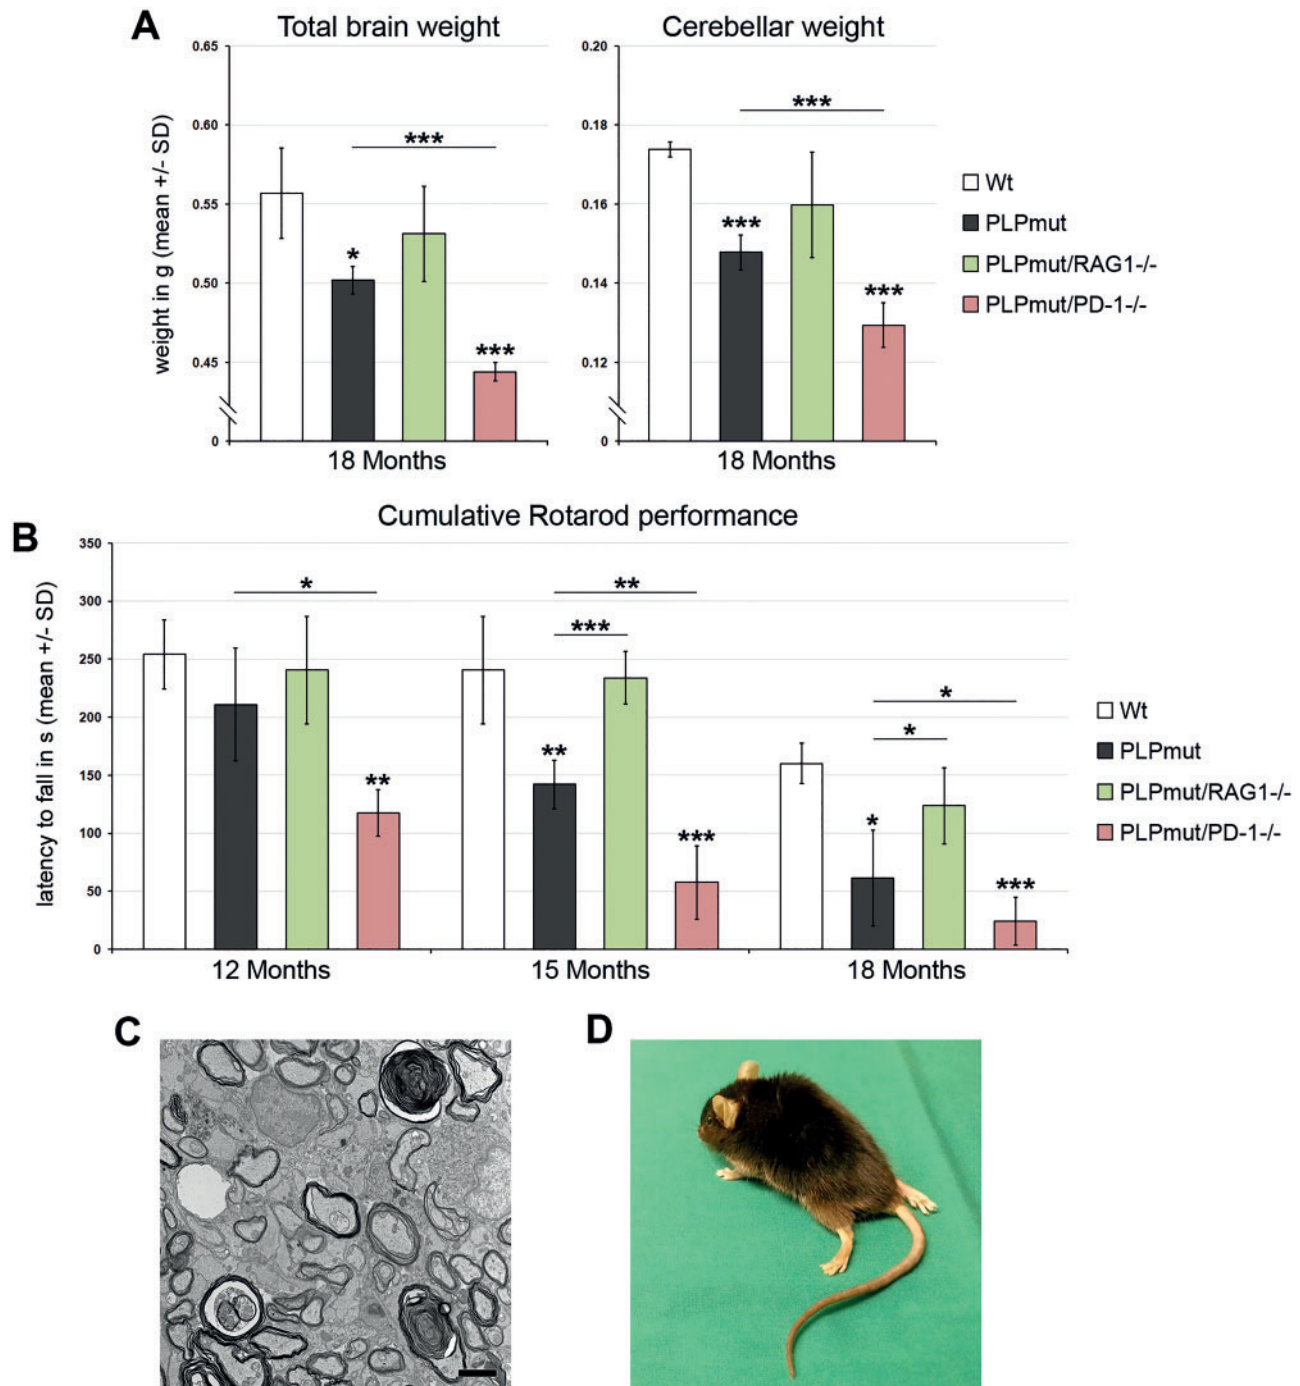 A
Total brain weight
Cerebellar weight
weight in g (mean +/- SD)
0.65
0.60
0.55
0.50
0.45
0
***
*
***
18 Months
0.20
0.18
0.16
0.14
0.12
0
***
***
***
18 Months
Wt
PLPmut
PLPmut/RAG1-/-
PLPmut/PD-1-/-
B
Cumulative Rotarod performance
latency to fall in s (mean +/- SD)
350
300
250
200
150
100
50
0
*
**
**
***
**
***
*
*
*
***
12 Months
15 Months
18 Months
Wt
PLPmut
PLPmut/RAG1-/-
PLPmut/PD-1-/-
C
D